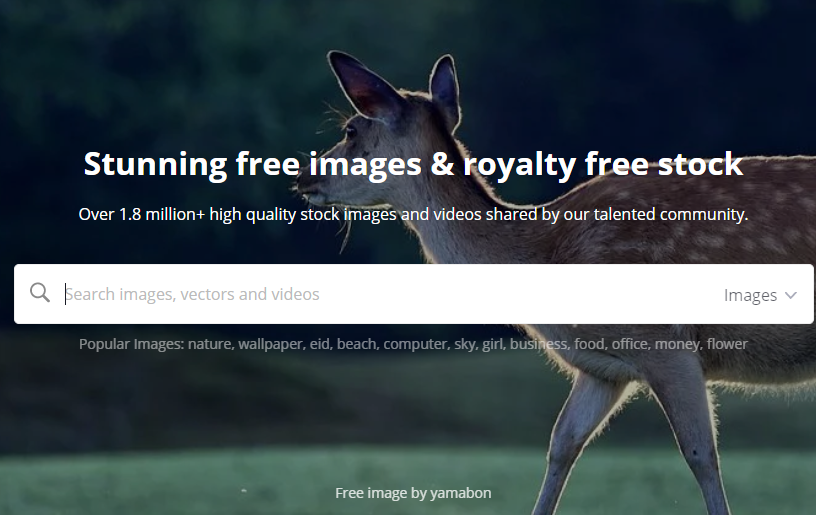 Stunning free images & royalty free stock
Over 1.8 million+ high quality stock images and videos shared by our talented community.
Search images, vectors and videos
Images
Popular Images: nature, wallpaper, eid, beach, computer, sky, girl, business, food, office, money, flower
Free image by yamabon